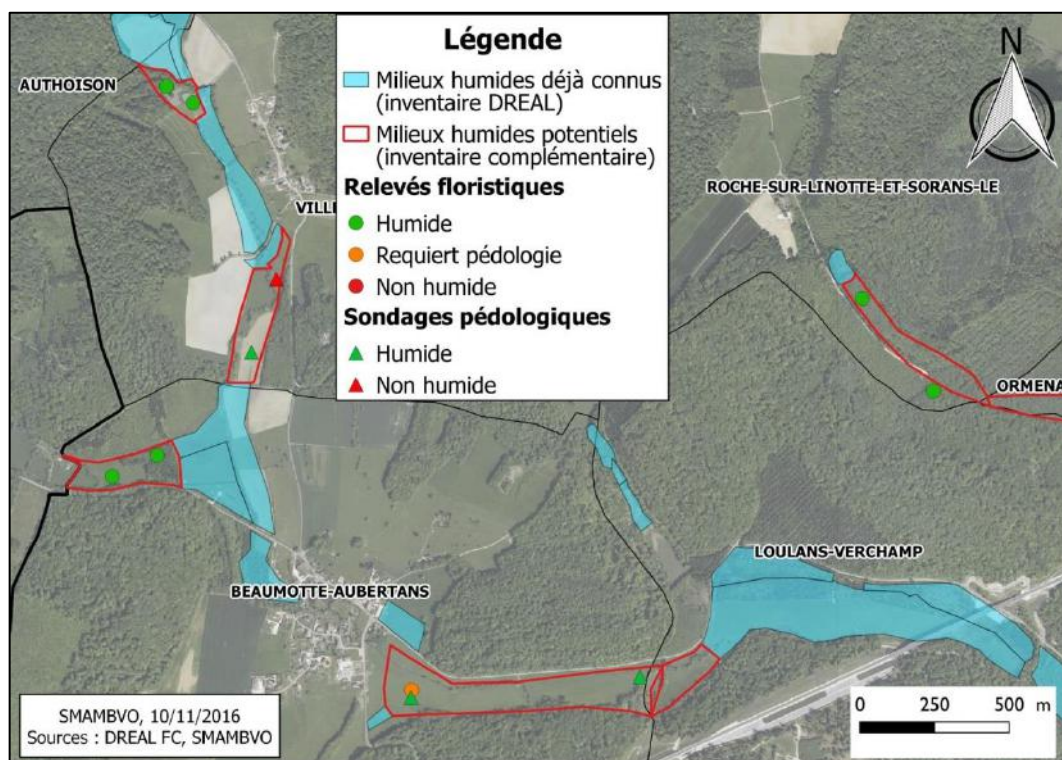 Légende
Milieux humides déjà connus
(inventaire DREAL)
Milieux humides potentiels
(inventaire complémentaire)
Relevés floristiques
Humide
Requiert pédologie
Non humide
Sondages pédologiques
Humide
Non humide
N
AUTHOISON
VILL
ROCHE-SUR-LINOTTE-ET-SORANS-LE
ORMENA
LOULANS-VERCHAMP
BEAUMOTTE-AUBERTANS
SMAMBVO, 10/11/2016
Sources : DREAL FC, SMAMBVO
0 250 500 m